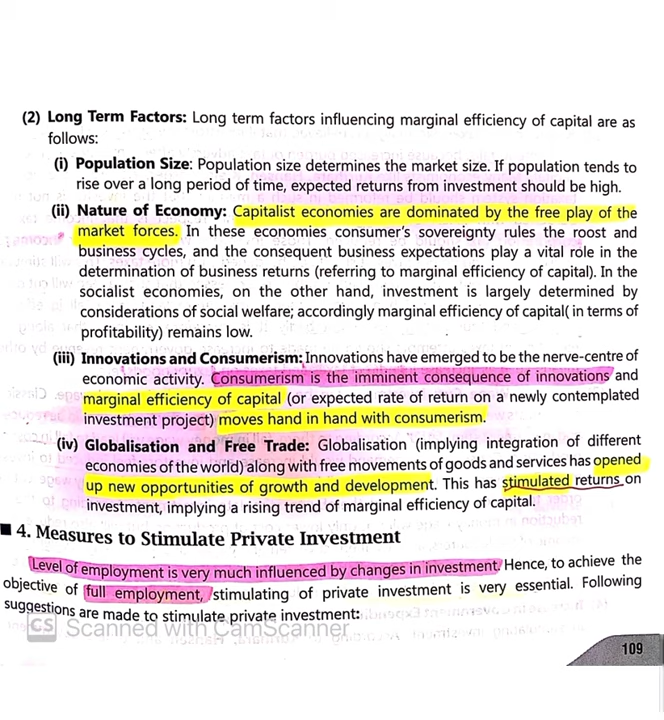 (2) Long Term Factors: Long term factors influencing marginal efficiency of capital are as
follows:
(i) Population Size: Population size determines the market size. If population tends to
rise over a long period of time, expected returns from investment should be high.
(ii) Nature of Economy: Capitalist economies are dominated by the free play of the
market forces. In these economies consumer's sovereignty rules the roost and
business cycles, and the consequent business expectations play a vital role in the
determination of business returns (referring to marginal efficiency of capital). In the
socialist economies, on the other hand, investment is largely determined by
considerations of social welfare; accordingly marginal efficiency of capital( in terms of
profitability) remains low.
(iii) Innovations and Consumerism: Innovations have emerged to be the nerve-centre of
economic activity. Consumerism is the imminent consequence of innovations and
marginal efficiency of capital (or expected rate of return on a newly contemplated
investment project) moves hand in hand with consumerism.
(iv) Globalisation and Free Trade: Globalisation (implying integration of different
economies of the world) along with free movements of goods and services has opened
up new opportunities of growth and development. This has stimulated returns on
investment, implying a rising trend of marginal efficiency of capital.
■ 4. Measures to Stimulate Private Investment
Level of employment is very much influenced by changes in investment. Hence, to achieve the
objective of full employment, stimulating of private investment is very essential. Following
suggestions are made to stimulate private investment:
CS Scanned with CamScanner
109